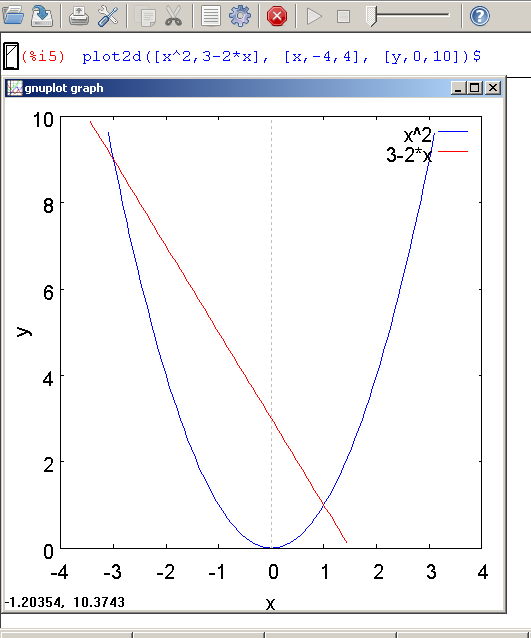 (%i5) plot2d([x^2,3-2*x], [x,-4,4], [y,0,10])$
gnuplot graph
10
x^2
3-2*x
8
6
y
4
2
0
-4 -3 -2 -1 0 1 2 3 4
-1.20354, 10.3743
x